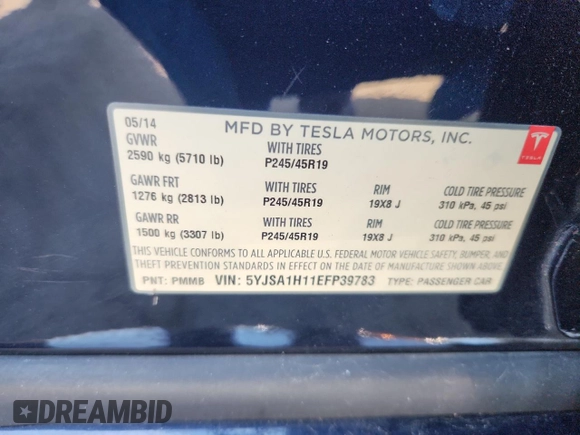 05/14
MFD BY TESLA MOTORS, INC.
TESLA
GVWR WITH TIRES
2590 kg (5710 lb) P245/45R19
GAWR FRT WITH TIRES RIM COLD TIRE PRESSURE
1276 kg (2813 lb) P245/45R19 19X8 J 310 kPa, 45 psi
GAWR RR WITH TIRES RIM COLD TIRE PRESSURE
1500 kg (3307 lb) P245/45R19 19X8 J 310 kPa, 45 psi
THIS VEHICLE CONFORMS TO ALL APPLICABLE U.S. FEDERAL MOTOR VEHICLE SAFETY, BUMPER, AND
THEFT PREVENTION STANDARDS IN EFFECT ON THE DATE OF MANUFACTURE SHOWN ABOVE.
PNT: PMMB VIN: 5YJSA1H11EFP39783 TYPE: PASSENGER CAR
DREAMBID